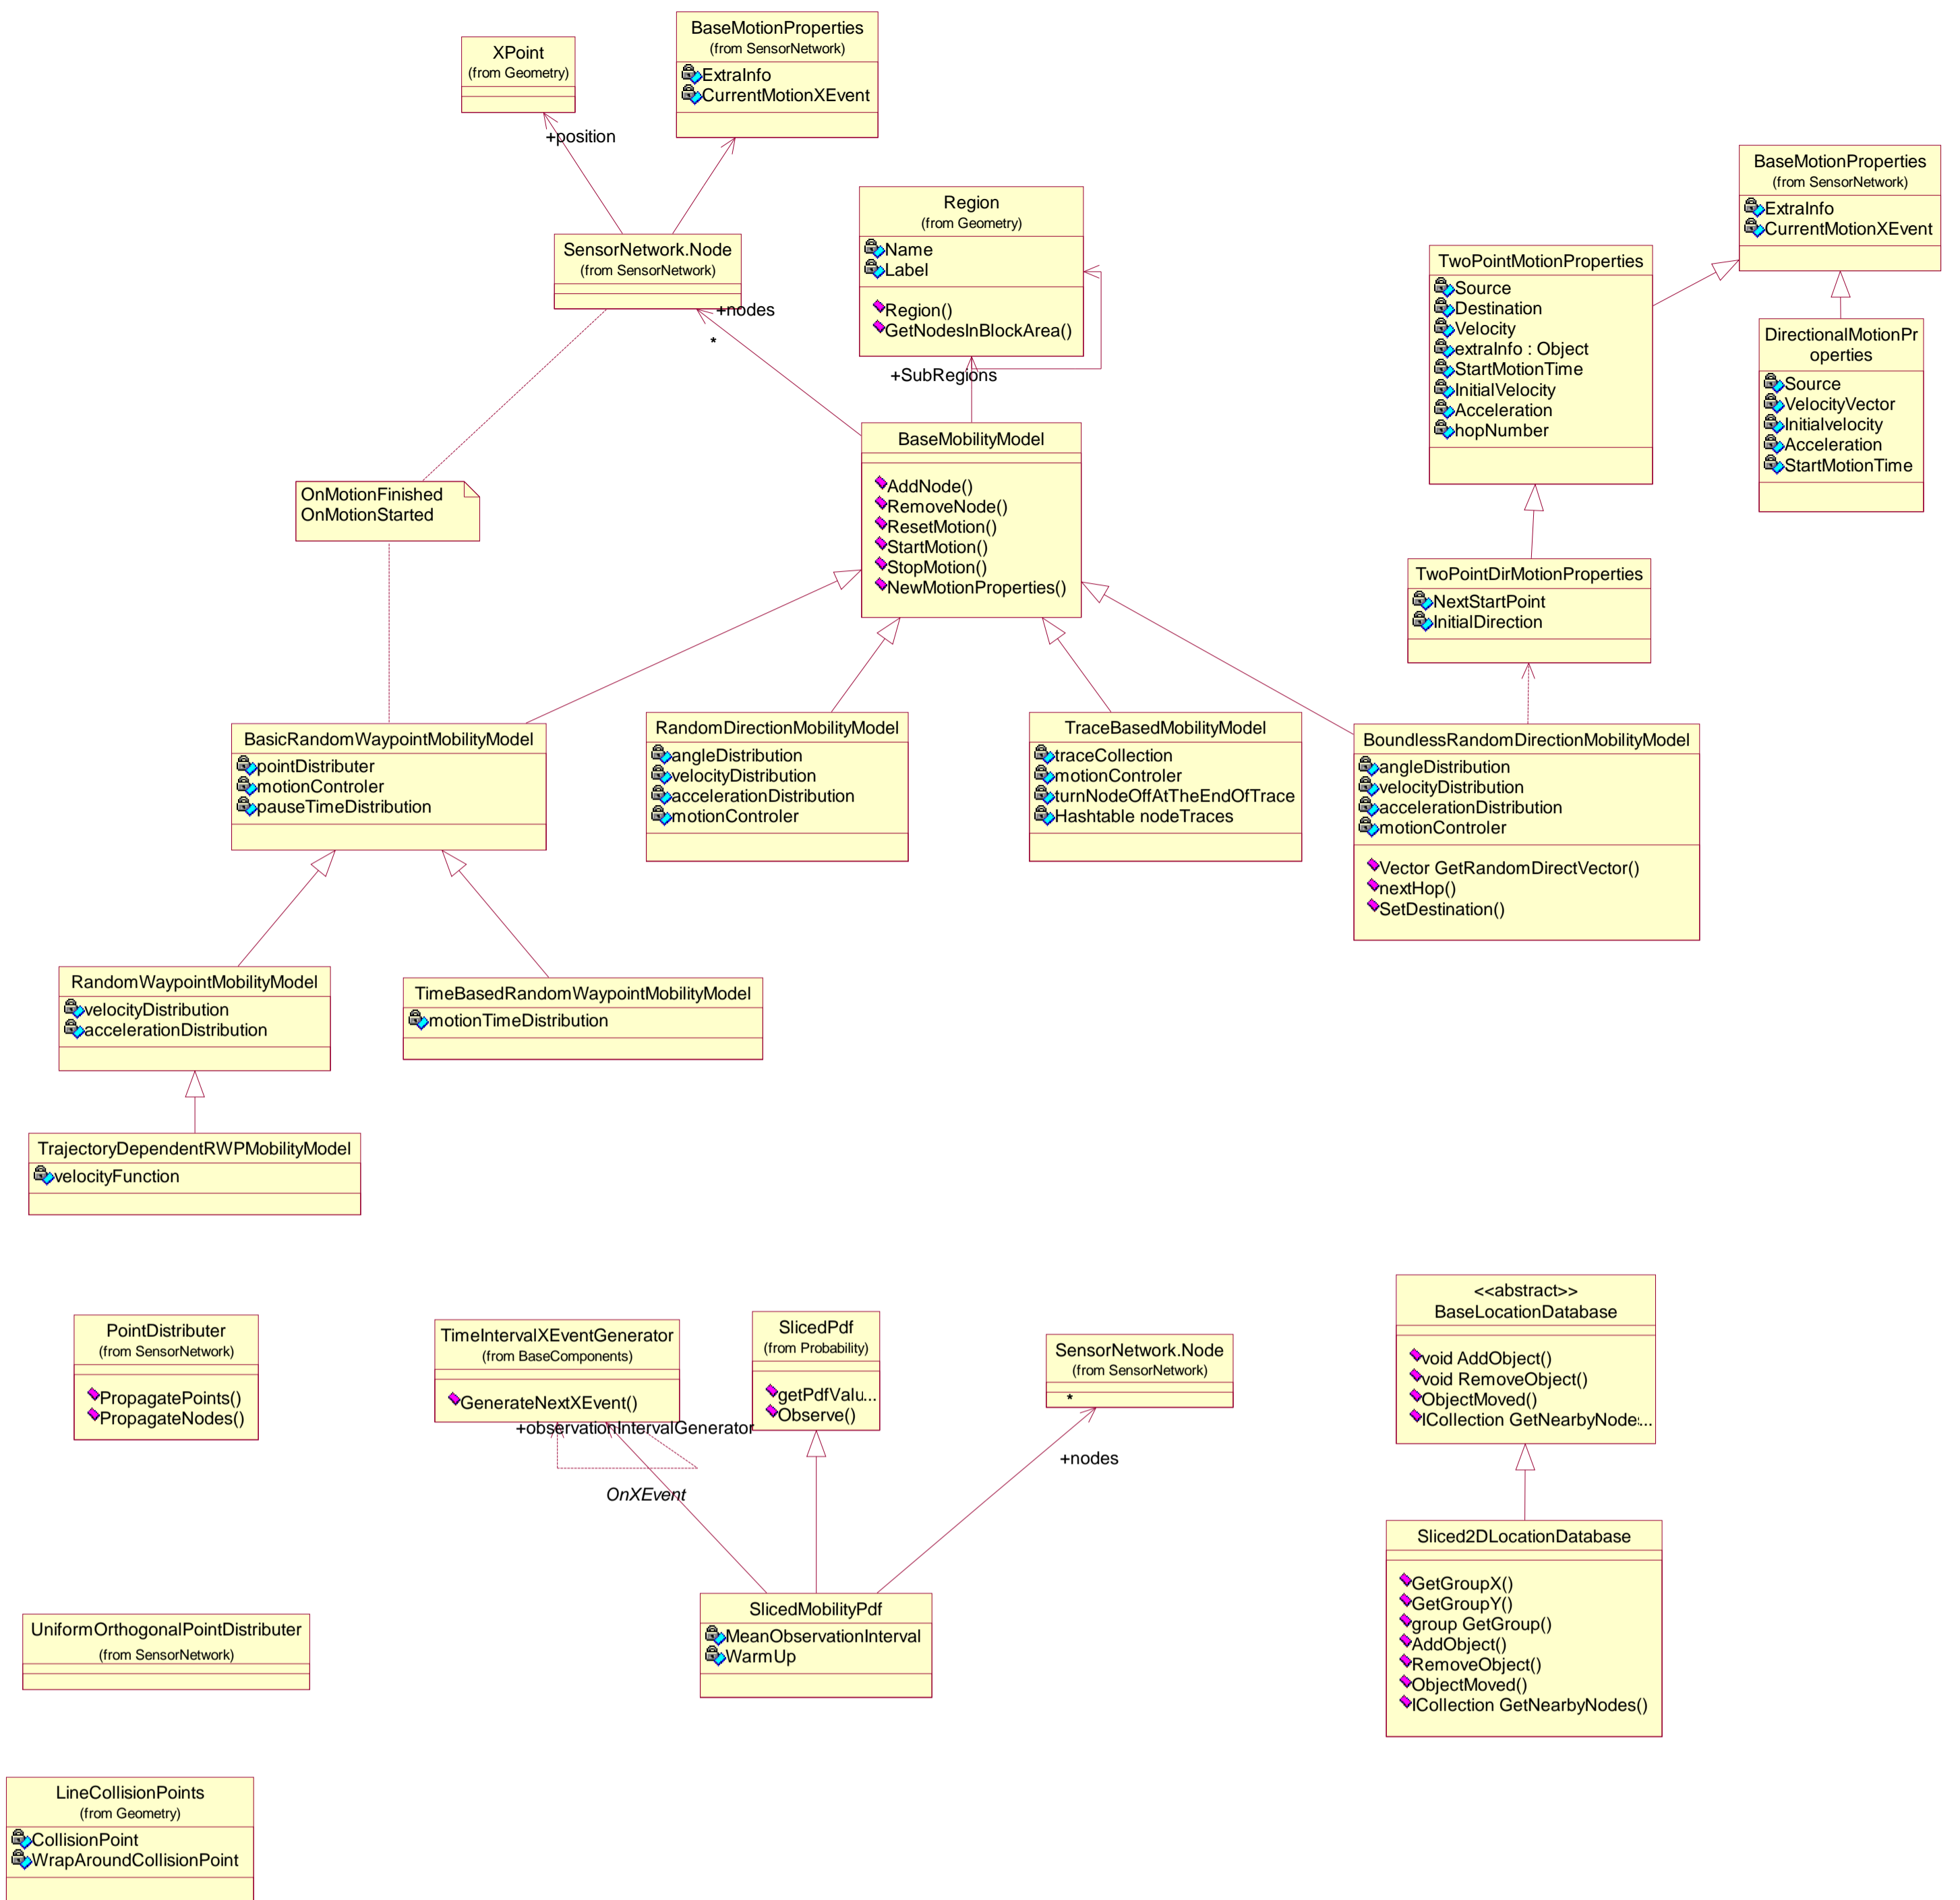 XPoint
(from Geometry)
BaseMotionProperties
(from SensorNetwork)
ExtraInfo
CurrentMotionXEvent
+position
SensorNetwork.Node
(from SensorNetwork)
+nodes
*
Region
(from Geometry)
Name
Label
Region()
GetNodesInBlockArea()
+SubRegions
BaseMotionProperties
(from SensorNetwork)
ExtraInfo
CurrentMotionXEvent
TwoPointMotionProperties
Source
Destination
Velocity
extraInfo : Object
StartMotionTime
InitialVelocity
Acceleration
hopNumber
DirectionalMotionPr
operties
Source
VelocityVector
Initialvelocity
Acceleration
StartMotionTime
OnMotionFinished
OnMotionStarted
BaseMobilityModel
AddNode()
RemoveNode()
ResetMotion()
StartMotion()
StopMotion()
NewMotionProperties()
TwoPointDirMotionProperties
NextStartPoint
InitialDirection
BasicRandomWaypointMobilityModel
pointDistributer
motionControler
pauseTimeDistribution
RandomDirectionMobilityModel
angleDistribution
velocityDistribution
accelerationDistribution
motionControler
TraceBasedMobilityModel
traceCollection
motionControler
turnNodeOffAtTheEndOfTrace
Hashtable nodeTraces
BoundlessRandomDirectionMobilityModel
angleDistribution
velocityDistribution
accelerationDistribution
motionControler
Vector GetRandomDirectVector()
nextHop()
SetDestination()
RandomWaypointMobilityModel
velocityDistribution
accelerationDistribution
TimeBasedRandomWaypointMobilityModel
motionTimeDistribution
TrajectoryDependentRWPMobilityModel
velocityFunction
PointDistributer
(from SensorNetwork)
PropagatePoints()
PropagateNodes()
TimeIntervalXEventGenerator
(from BaseComponents)
GenerateNextXEvent()
+observationIntervalGenerator
OnXEvent
SlicedPdf
(from Probability)
getPdfValu...
Observe()
SensorNetwork.Node
(from SensorNetwork)
*
+nodes
<<abstract>>
BaseLocationDatabase
void AddObject()
void RemoveObject()
ObjectMoved()
ICollection GetNearbyNode...
UniformOrthogonalPointDistributer
(from SensorNetwork)
SlicedMobilityPdf
MeanObservationInterval
WarmUp
Sliced2DLocationDatabase
GetGroupX()
GetGroupY()
group GetGroup()
AddObject()
RemoveObject()
ObjectMoved()
ICollection GetNearbyNodes()
LineCollisionPoints
(from Geometry)
CollisionPoint
WrapAroundCollisionPoint